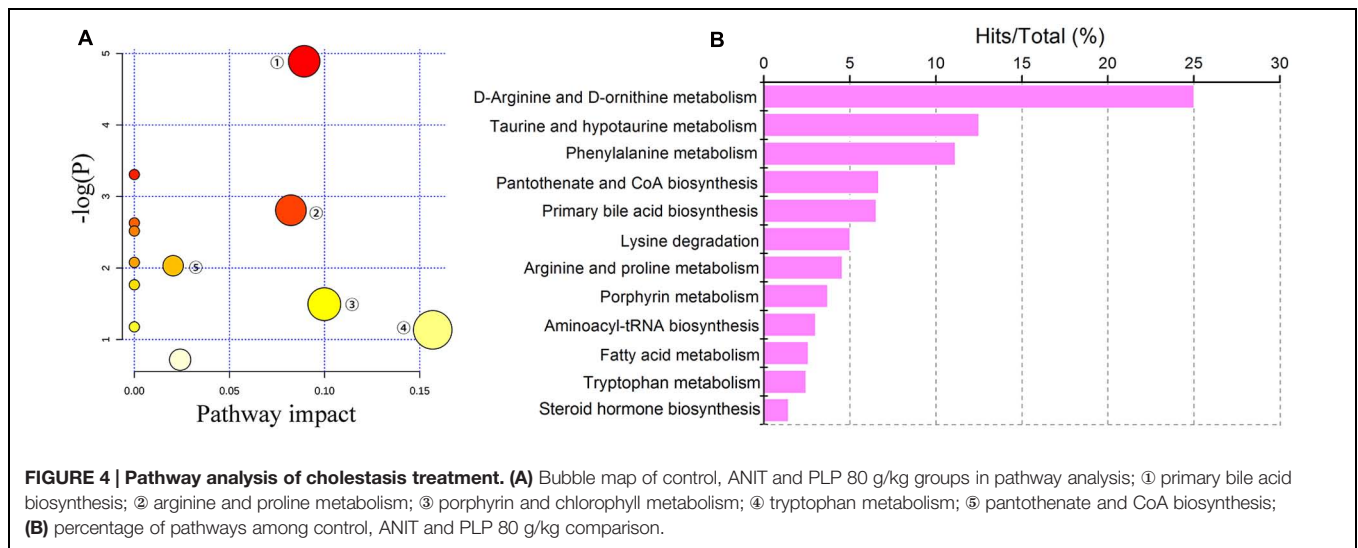 A
5
4
3
2
1
-log(P)
①
②
⑤
③
④
0.00 0.05 0.10 0.15
Pathway impact
B
Hits/Total (%)
0 5 10 15 20 25 30
D-Arginine and D-ornithine metabolism
Taurine and hypotaurine metabolism
Phenylalanine metabolism
Pantothenate and CoA biosynthesis
Primary bile acid biosynthesis
Lysine degradation
Arginine and proline metabolism
Porphyrin metabolism
Aminoacyl-tRNA biosynthesis
Fatty acid metabolism
Tryptophan metabolism
Steroid hormone biosynthesis
FIGURE 4 | Pathway analysis of cholestasis treatment. (A) Bubble map of control, ANIT and PLP 80 g/kg groups in pathway analysis; ① primary bile acid
biosynthesis; ② arginine and proline metabolism; ③ porphyrin and chlorophyll metabolism; ④ tryptophan metabolism; ⑤ pantothenate and CoA biosynthesis;
(B) percentage of pathways among control, ANIT and PLP 80 g/kg comparison.